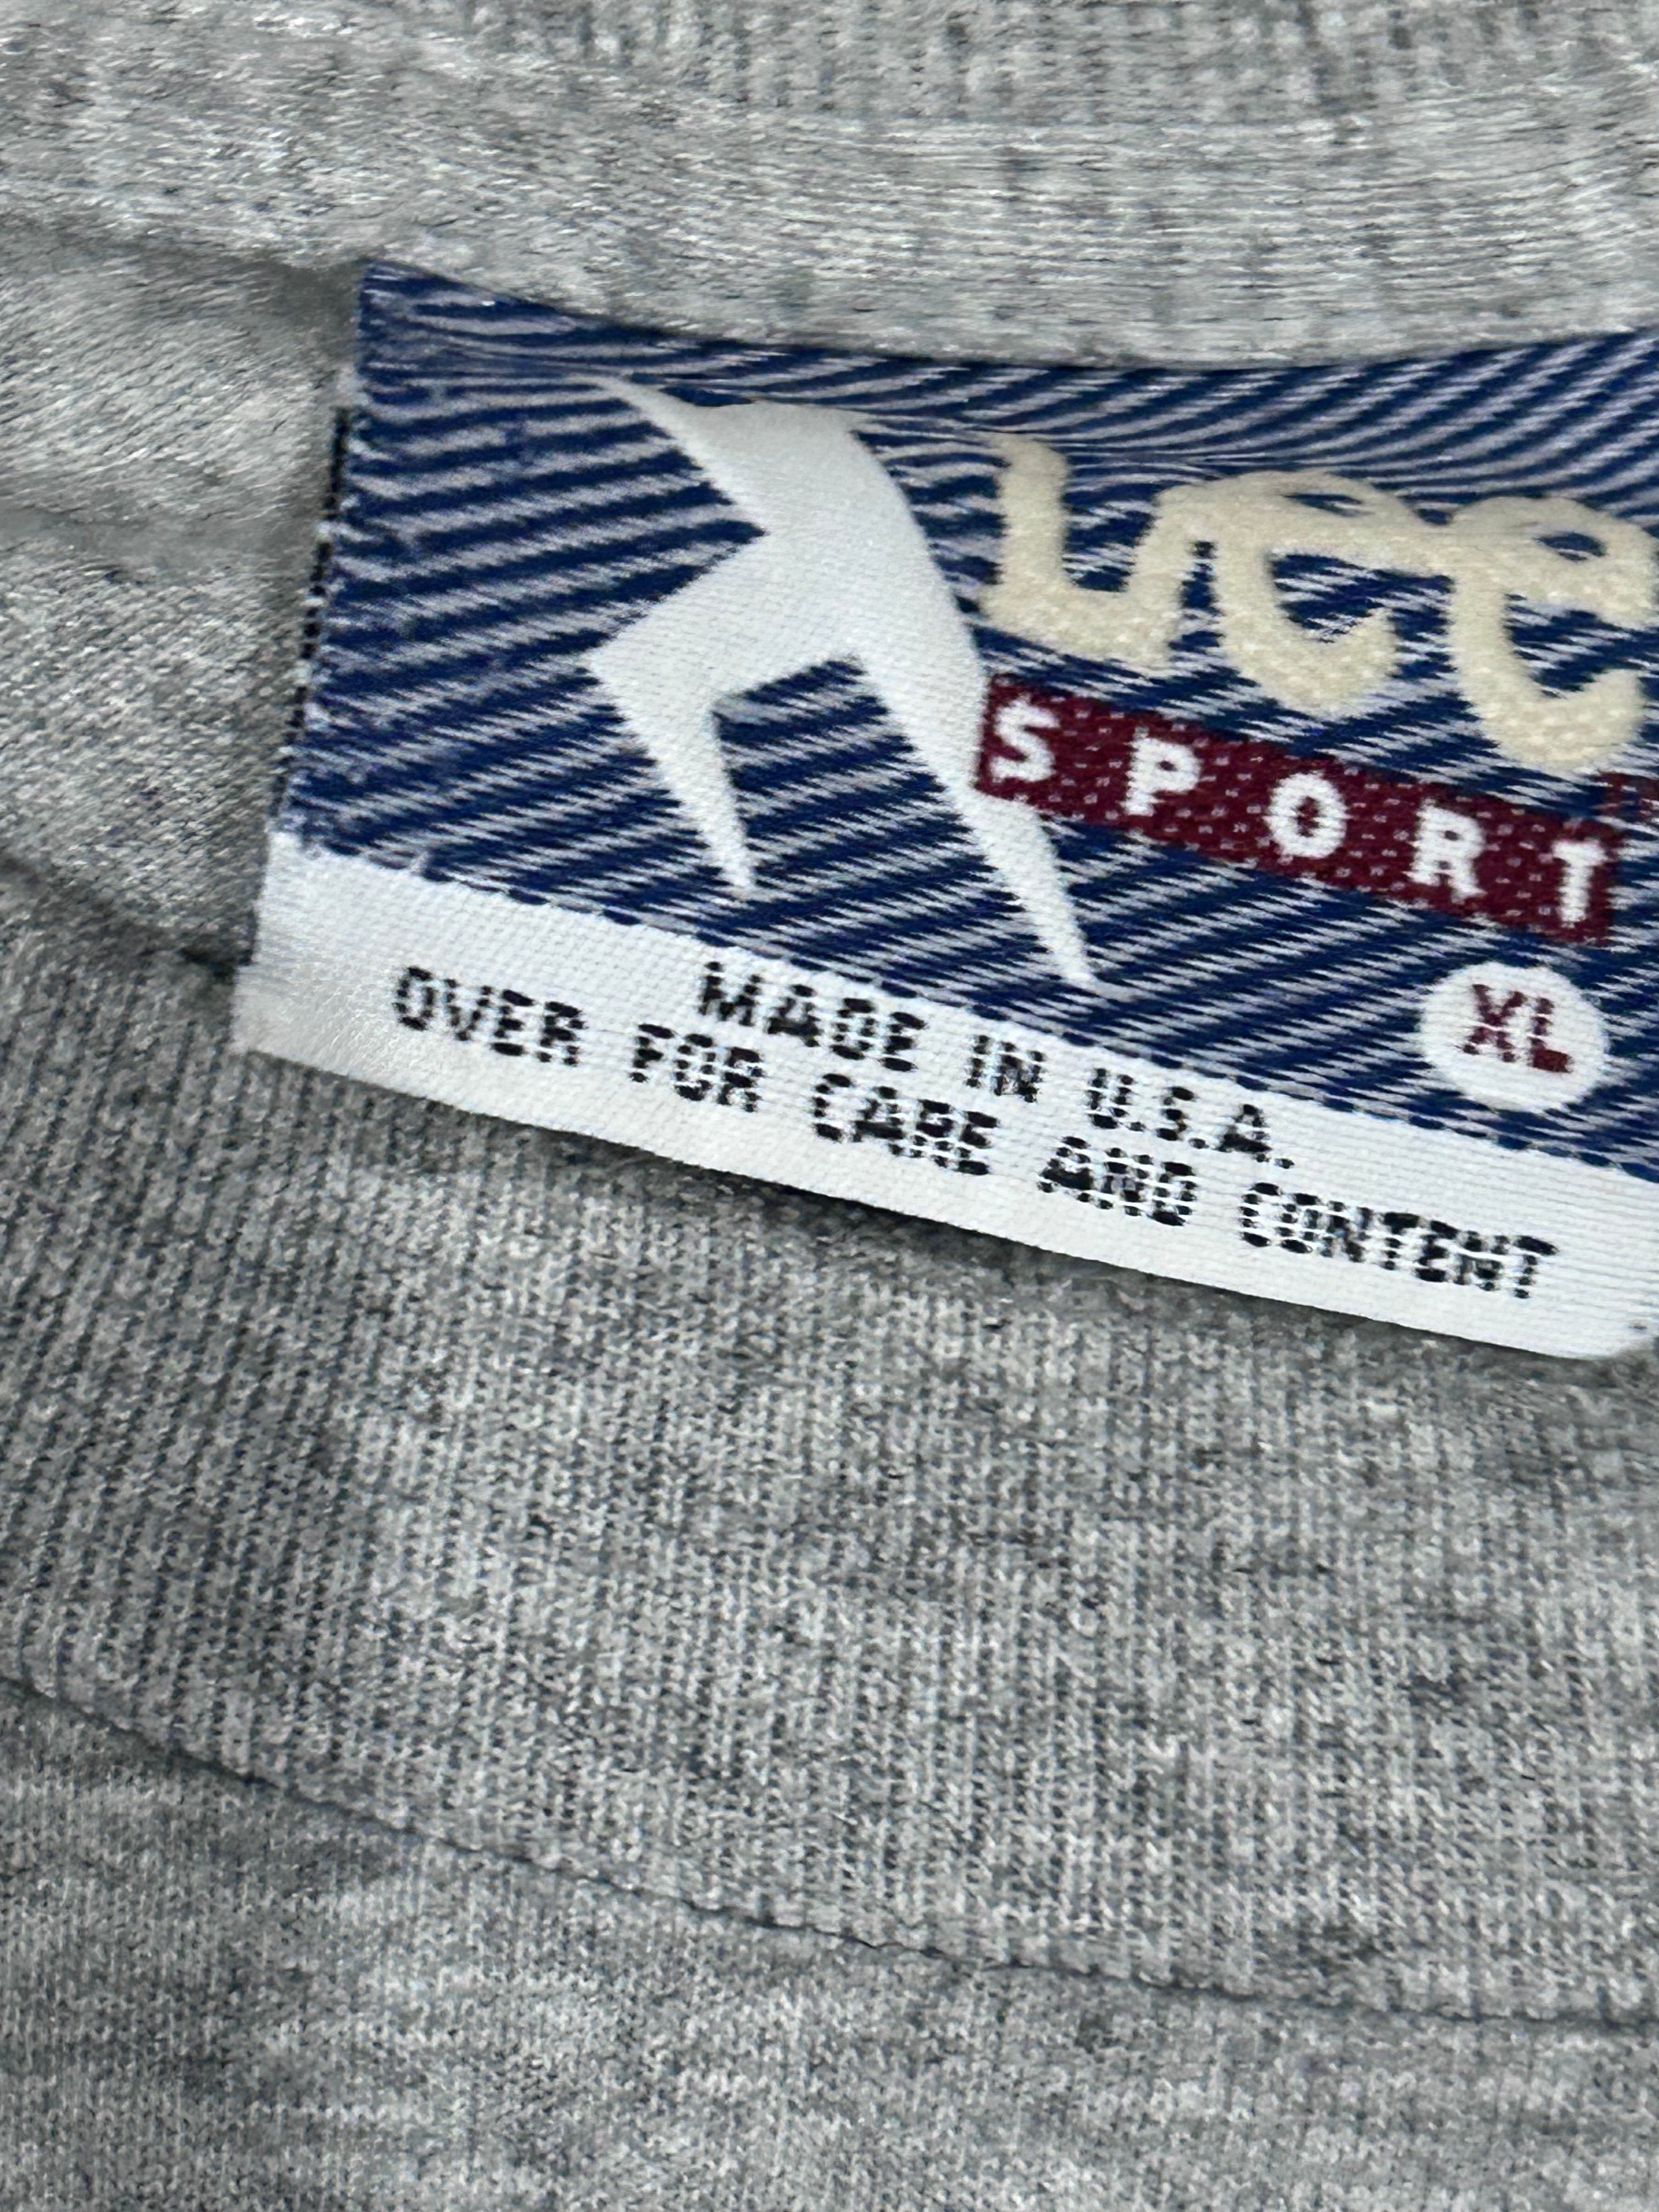 Lee
SPORT
XL
MADE IN U.S.A.
OVER FOR CARE AND CONTENT